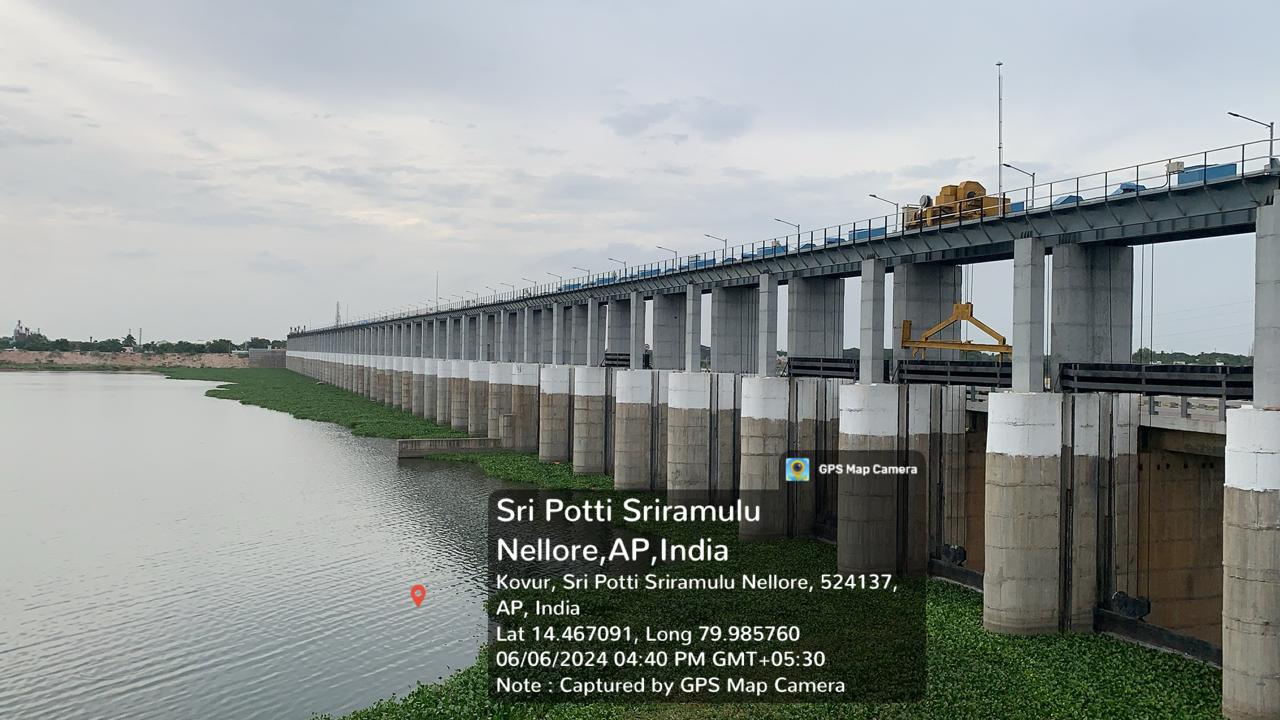 GPS Map Camera
Sri Potti Sriramulu
Nellore,AP,India
Kovur, Sri Potti Sriramulu Nellore, 524137,
AP, India
Lat 14.467091, Long 79.985760
06/06/2024 04:40 PM GMT+05:30
Note : Captured by GPS Map Camera